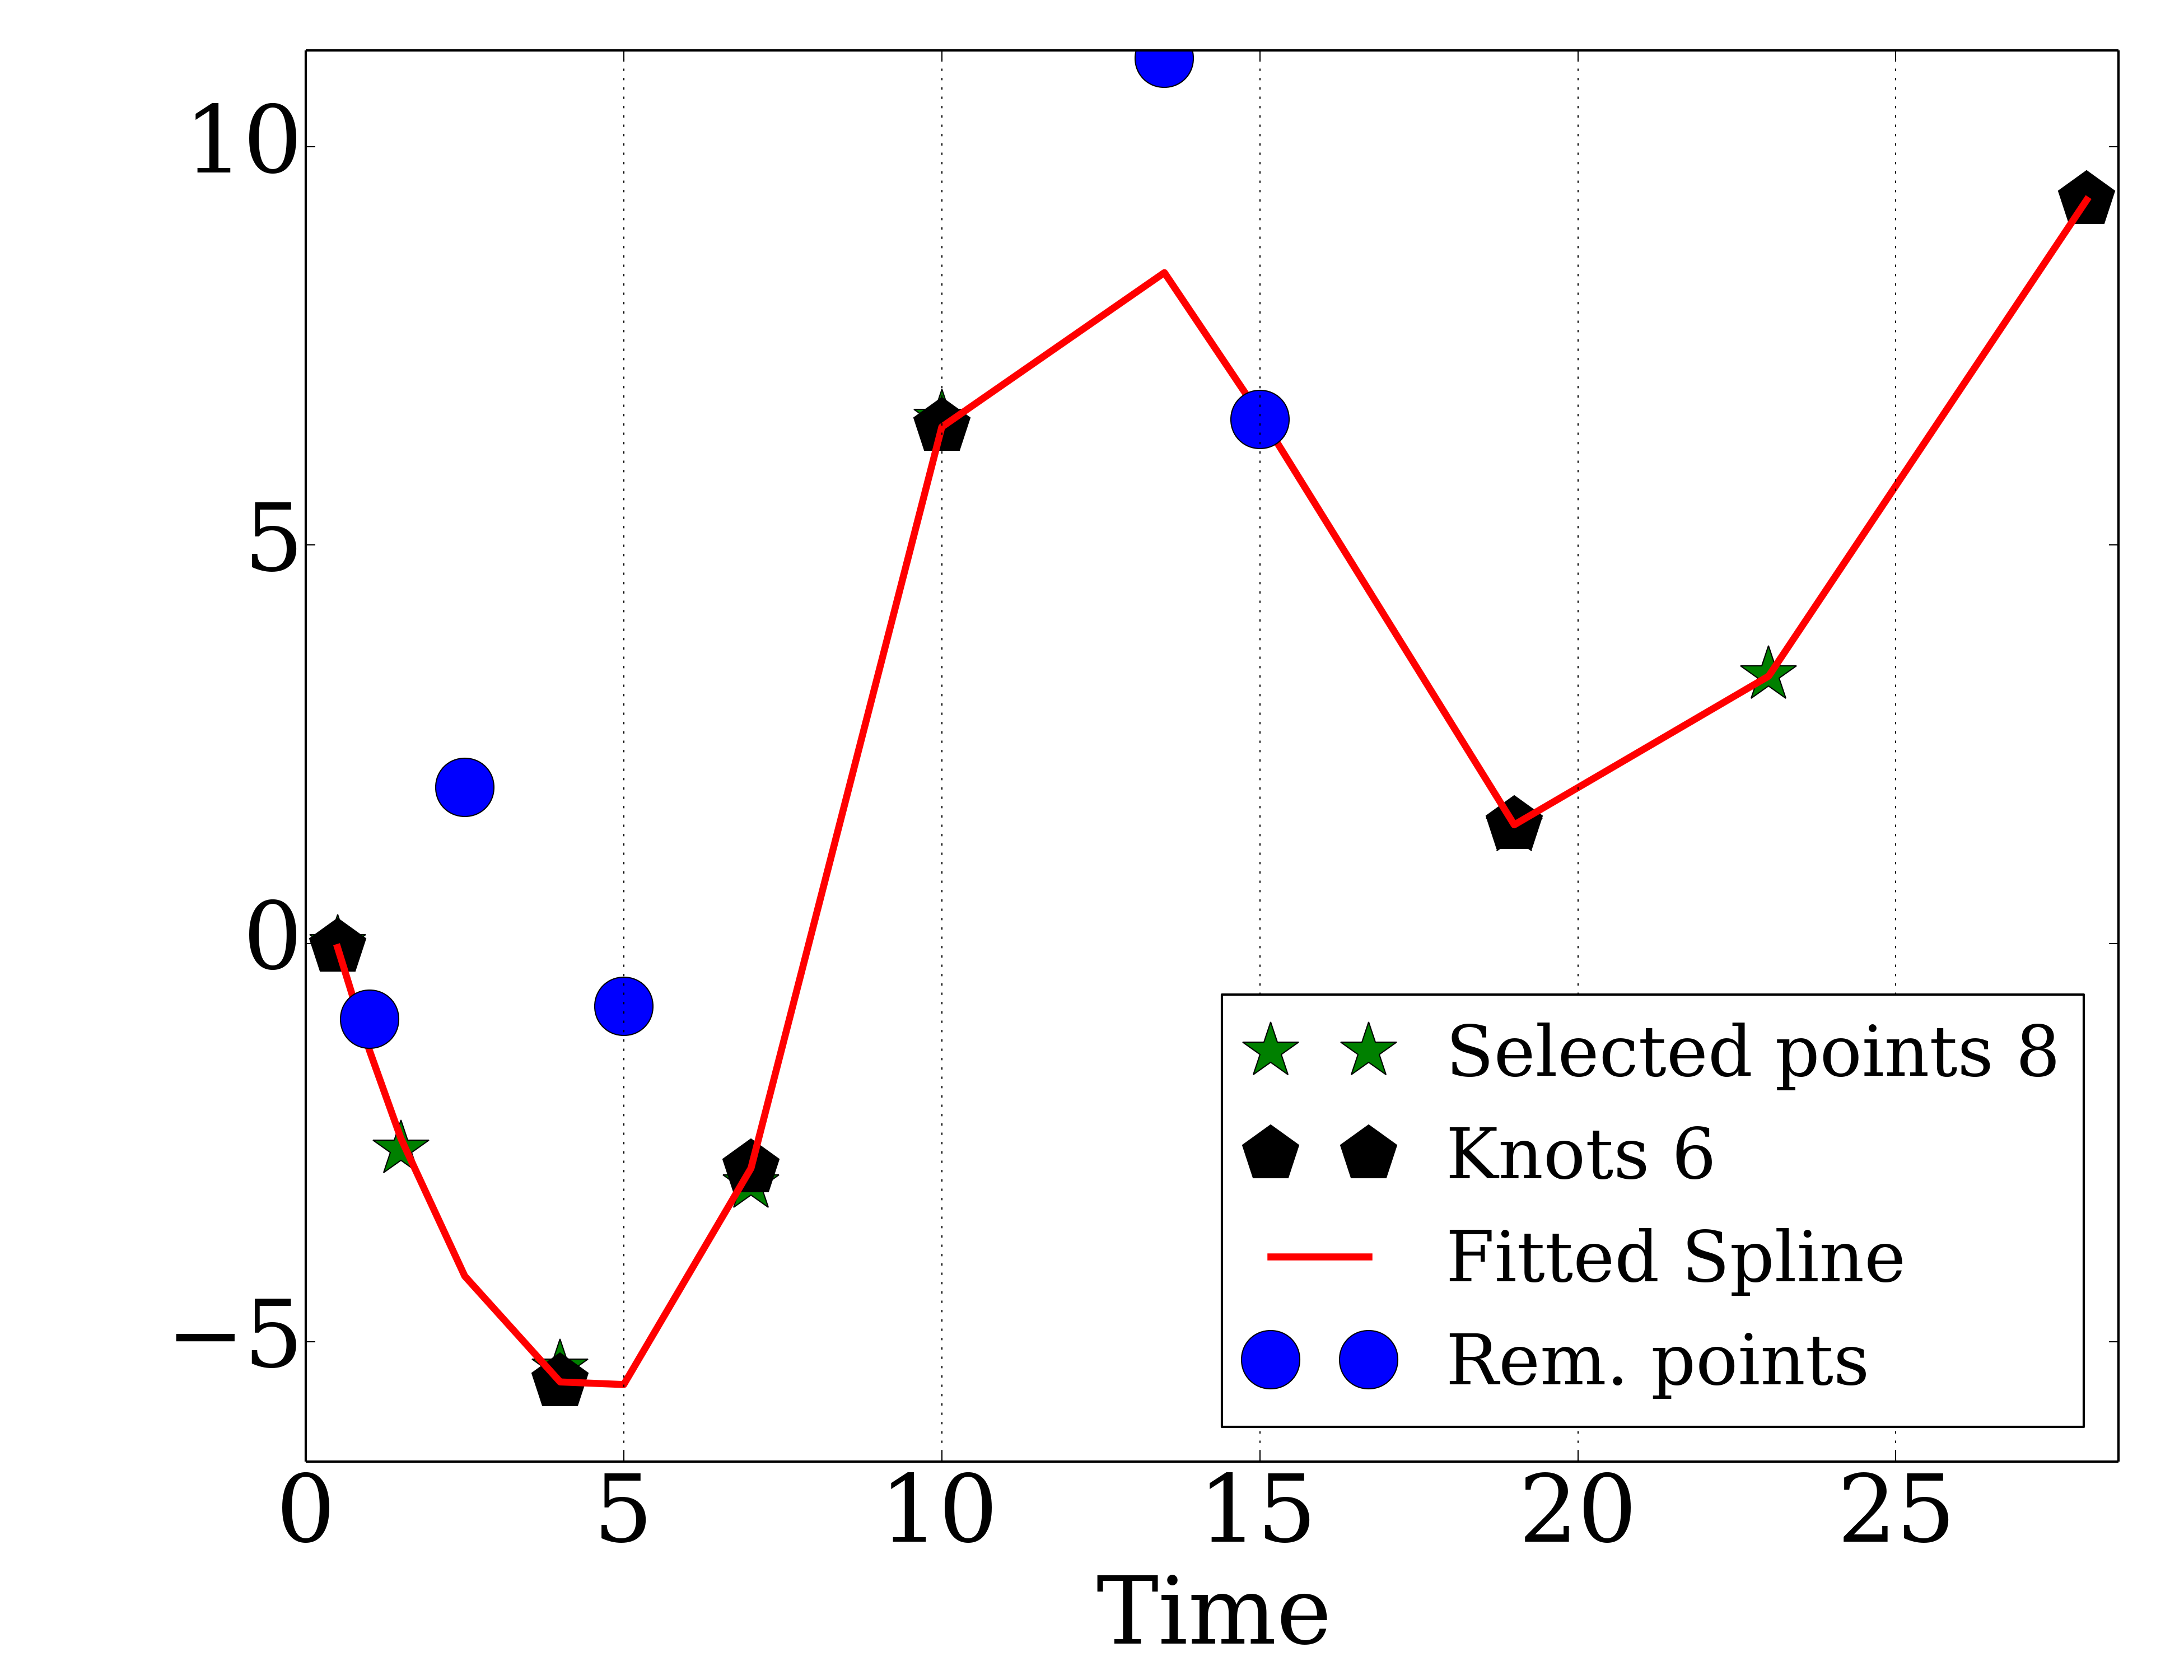 10
5
0
−5
Selected points 8
Knots 6
Fitted Spline
Rem. points
0 5 10 15 20 25
Time